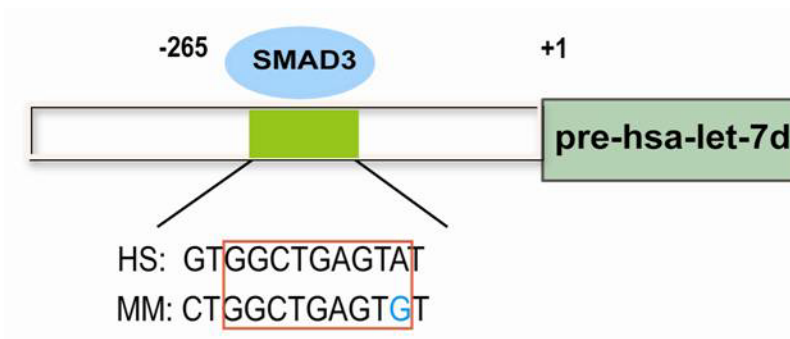 -265 SMAD3 +1
pre-hsa-let-7d
HS: GTGGCTGAGTAT
MM: CTGGCTGAGTGT